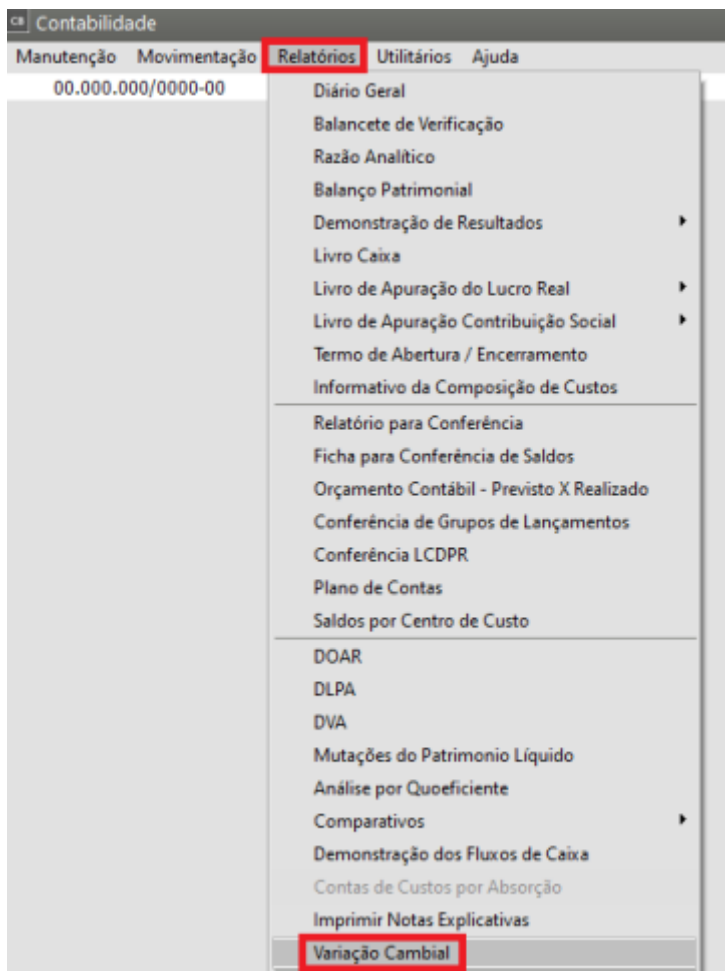 CB Contabilidade
Manutenção Movimentação Relatórios Utilitários Ajuda
00.000.000/0000-00
Diário Geral
Balancete de Verificação
Razão Analítico
Balanço Patrimonial
Demonstração de Resultados
Livro Caixa
Livro de Apuração do Lucro Real
Livro de Apuração Contribuição Social
Termo de Abertura / Encerramento
Informativo da Composição de Custos
Relatório para Conferência
Ficha para Conferência de Saldos
Orçamento Contábil - Previsto X Realizado
Conferência de Grupos de Lançamentos
Conferência LCDPR
Plano de Contas
Saldos por Centro de Custo
DOAR
DLPA
DVA
Mutações do Patrimonio Líquido
Análise por Quoeficiente
Comparativos
Demonstração dos Fluxos de Caixa
Contas de Custos por Absorção
Imprimir Notas Explicativas
Variação Cambial